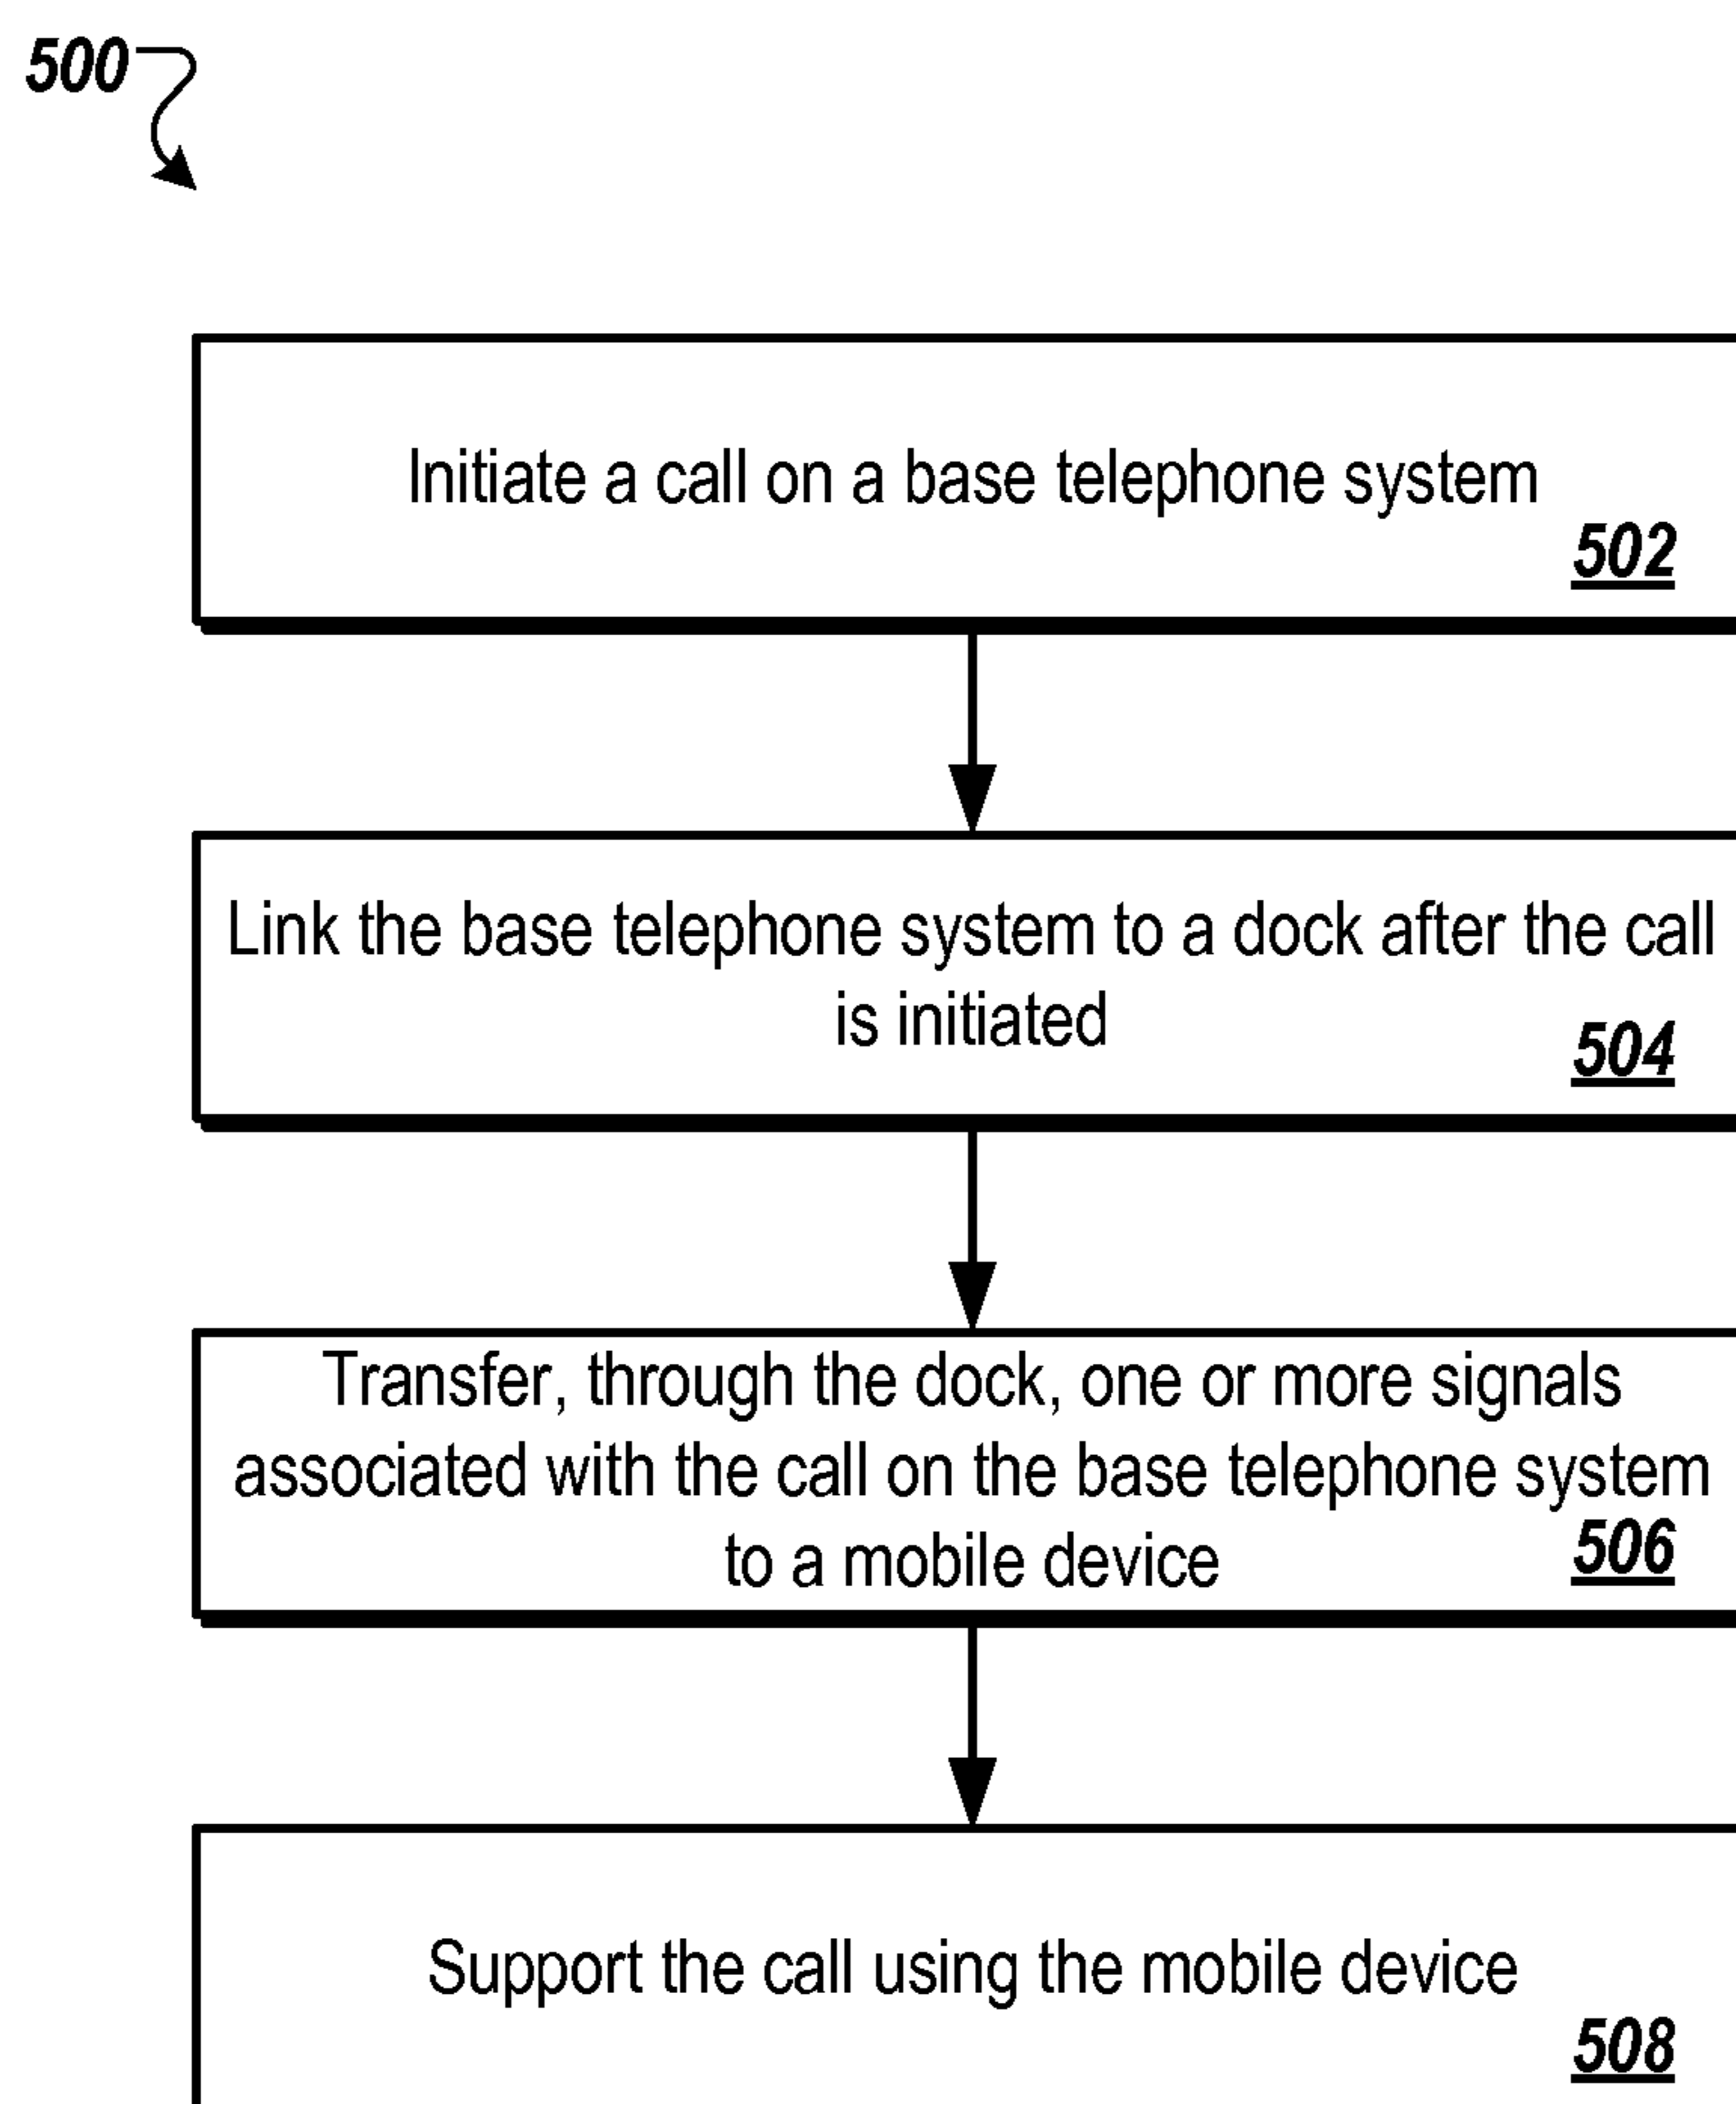 500
Initiate a call on a base telephone system
502
Link the base telephone system to a dock after the call
is initiated
504
Transfer, through the dock, one or more signals
associated with the call on the base telephone system
to a mobile device
506
Support the call using the mobile device
508